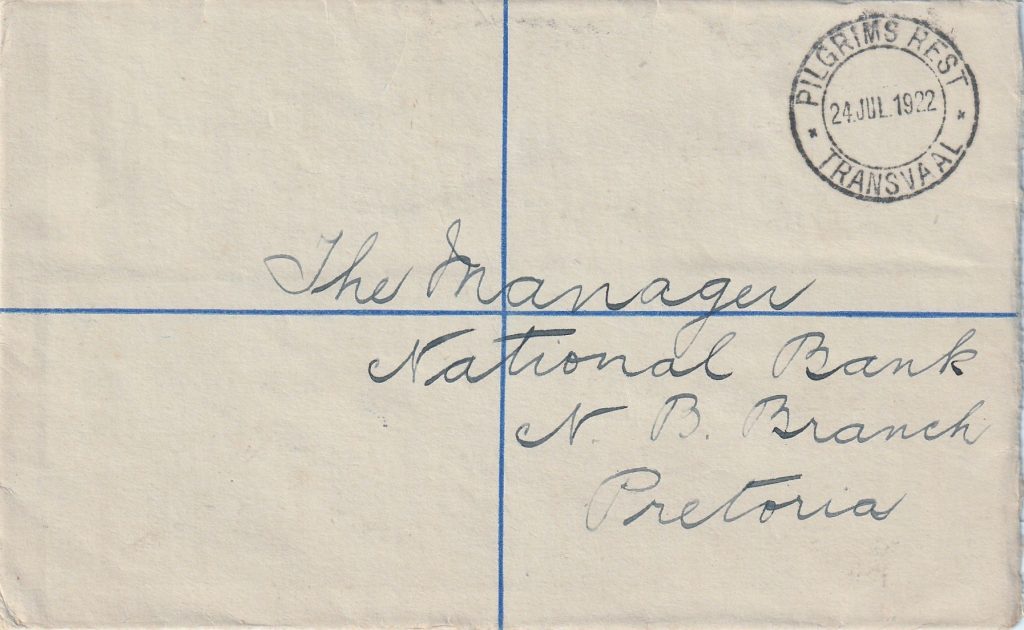 PILGRIMS REST
24.JUL.1922
TRANSVAAL
The Manager
National Bank
N. B. Branch
Pretoria